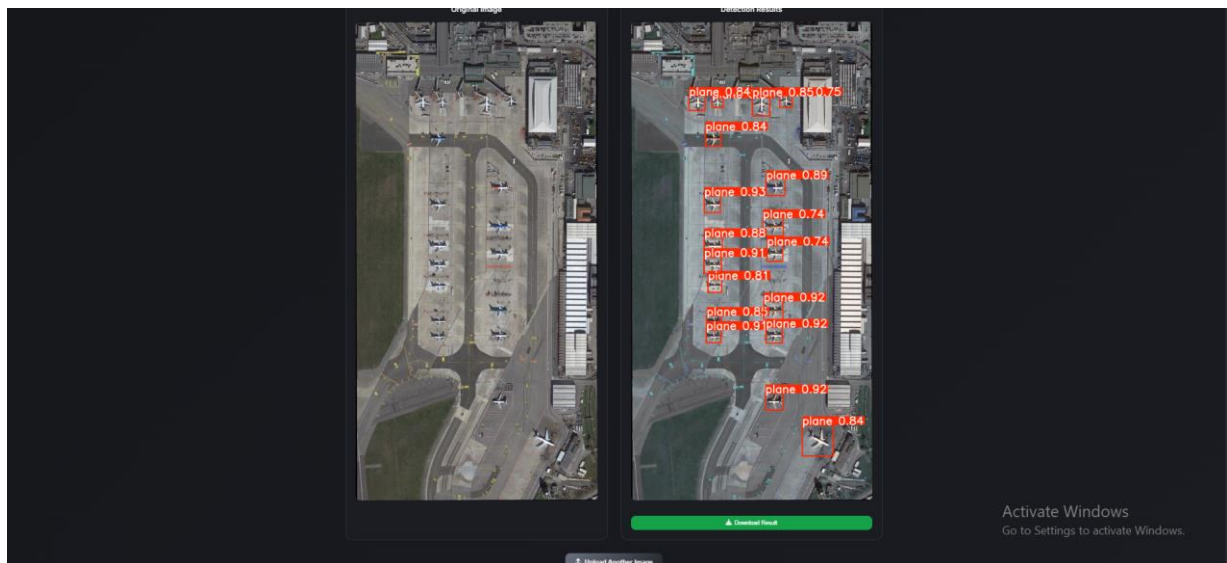 Original Image
Detection Results
plane 0.84
plane 0.85
0.75
plane 0.84
plane 0.89
plane 0.93
plane 0.74
plane 0.88
plane 0.74
plane 0.91
plane 0.81
plane 0.92
plane 0.85
plane 0.91
plane 0.92
plane 0.92
plane 0.84
Download Result
Activate Windows
Go to Settings to activate Windows.
Upload Another Image